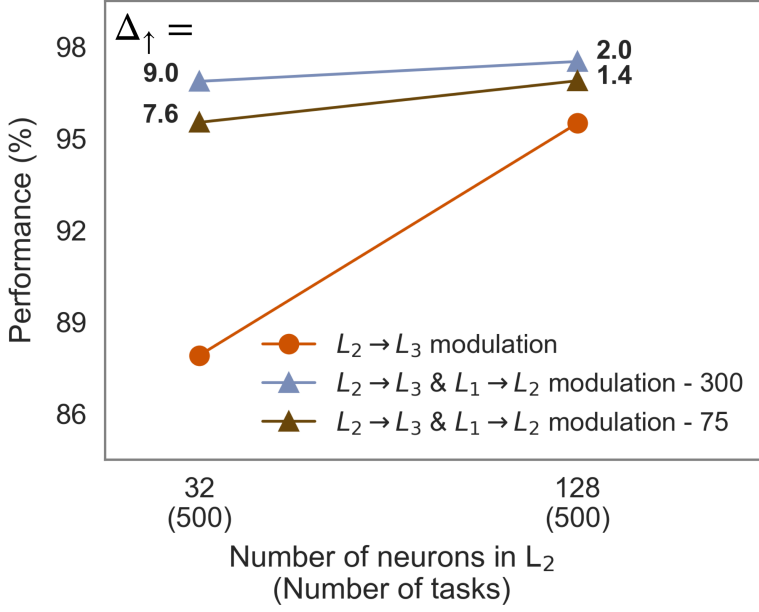 Δ↑ =
98
95
92
89
86
Performance (%)
9.0
7.6
2.0
1.4
L₂ → L₃ modulation
L₂ → L₃ & L₁ → L₂ modulation - 300
L₂ → L₃ & L₁ → L₂ modulation - 75
32
(500)
128
(500)
Number of neurons in L₂
(Number of tasks)